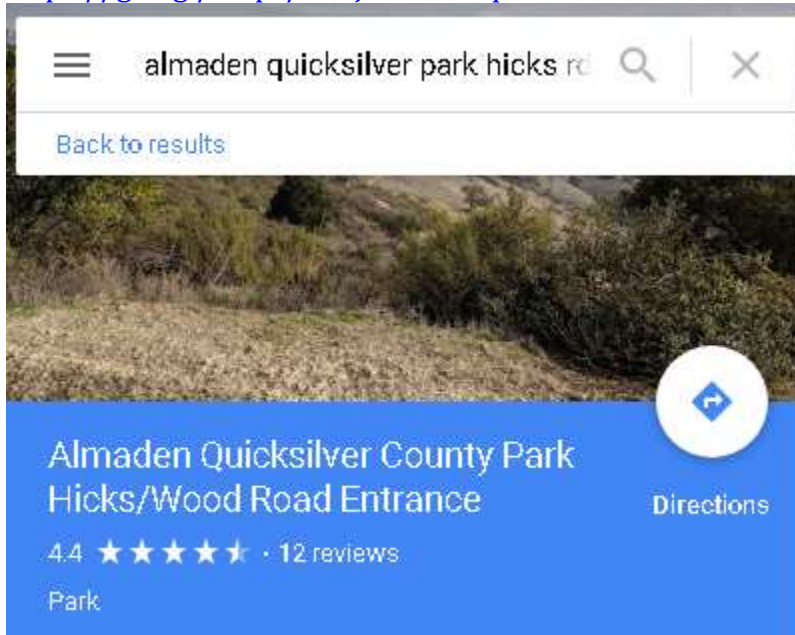 almaden quicksilver park hicks rd
Back to results
Almaden Quicksilver County Park
Hicks/Wood Road Entrance
Directions
4.4 ★★★★★ · 12 reviews
Park